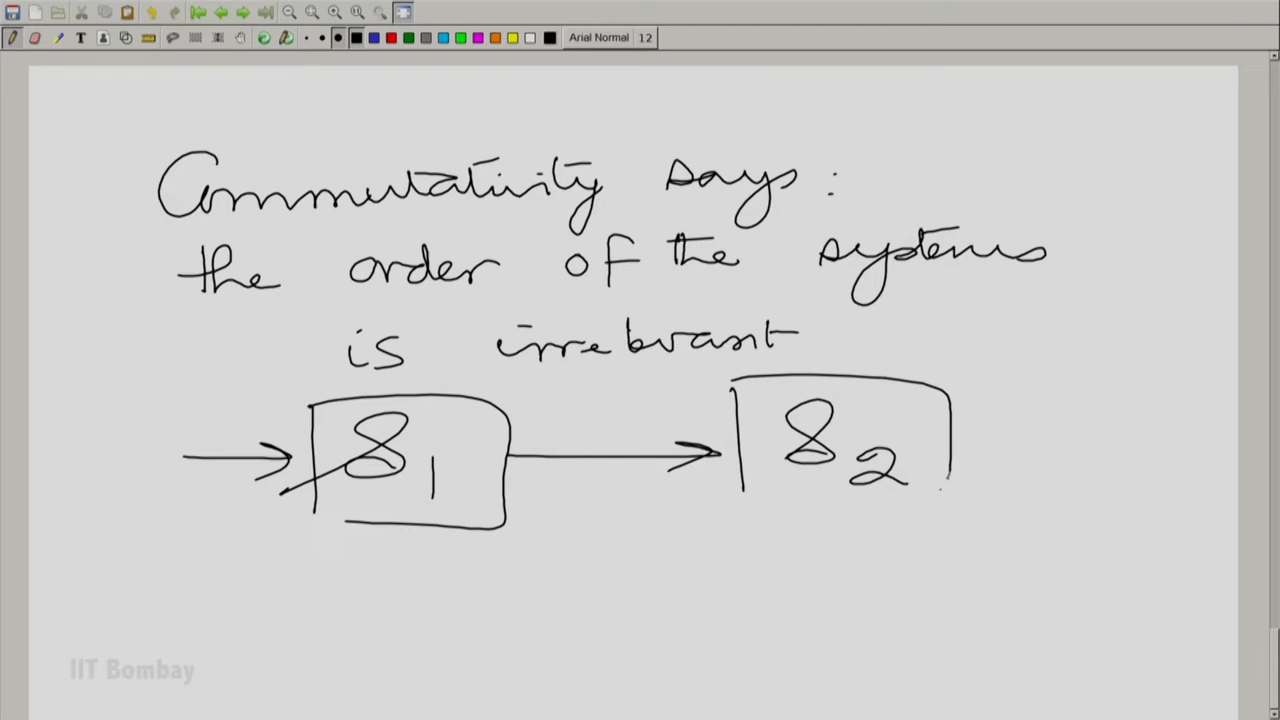 Arial Normal 12
Commutativity says:
the order of the systems
is irrelevant
S1 S2
IIT Bombay